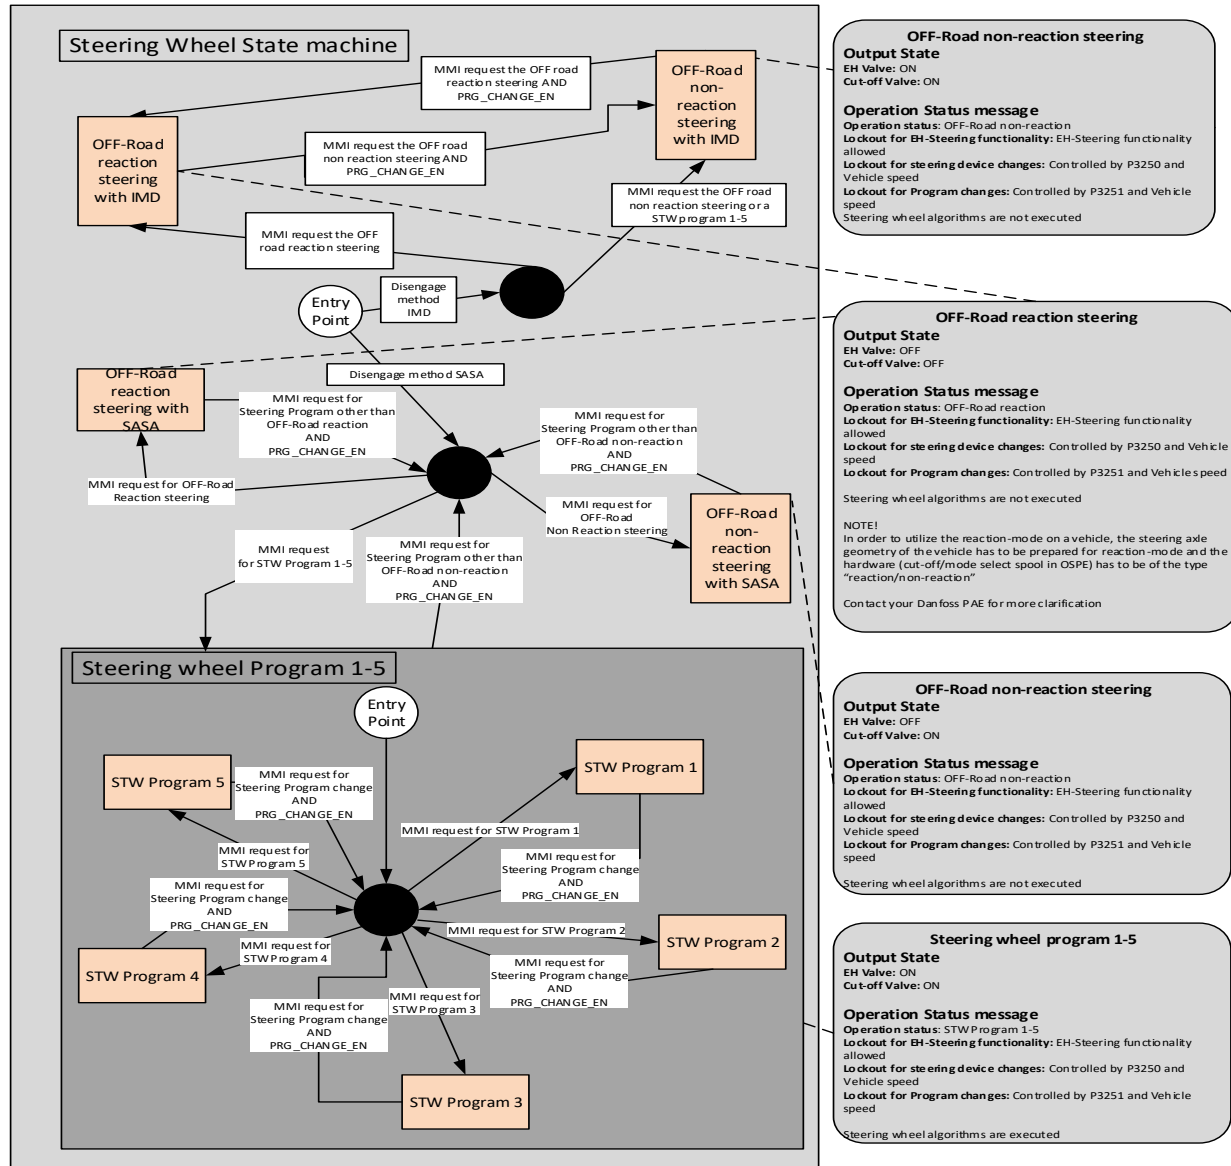 Steering Wheel State machine
MMI request the OFF road
reaction steering AND
PRG_CHANGE_EN
OFF-Road
non-
reaction
steering
with IMD
OFF-Road
reaction
steering
with IMD
MMI request the OFF road
non reaction steering AND
PRG_CHANGE_EN
MMI request the OFF road
non reaction steering or a
STW program 1-5
MMI request the OFF
road reaction steering
Entry
Point
Disengage
method
IMD
Disengage method SASA
OFF-Road
reaction
steering with
SASA
MMI request for
Steering Program other than
OFF-Road reaction
AND
PRG_CHANGE_EN
MMI request for
Steering Program other than
OFF-Road non-reaction
AND
PRG_CHANGE_EN
MMI request for OFF-Road
Reaction steering
MMI request for
OFF-Road
Non Reaction steering
OFF-Road
non-
reaction
steering
with SASA
MMI request
for STW Program 1-5
MMI request for
Steering Program other than
OFF-Road non-reaction
AND
PRG_CHANGE_EN
Steering wheel Program 1-5
Entry
Point
STW Program 5
MMI request for
Steering Program change
AND
PRG_CHANGE_EN
STW Program 1
MMI request for STW Program 1
MMI request for
STW Program 5
MMI request for
Steering Program change
AND
PRG_CHANGE_EN
MMI request for
Steering Program change
AND
PRG_CHANGE_EN
MMI request for STW Program 2
STW Program 2
MMI request for
STW Program 4
STW Program 4
MMI request for
Steering Program change
AND
PRG_CHANGE_EN
MMI request for
STW Program 3
MMI request for
Steering Program change
AND
PRG_CHANGE_EN
STW Program 3
OFF-Road non-reaction steering
Output State
EH Valve: ON
Cut-off Valve: ON
Operation Status message
Operation status: OFF-Road non-reaction
Lockout for EH-Steering functionality: EH-Steering functionality
allowed
Lockout for steering device changes: Controlled by P3250 and
Vehicle speed
Lockout for Program changes: Controlled by P3251 and Vehicle
speed
Steering wheel algorithms are not executed
OFF-Road reaction steering
Output State
EH Valve: OFF
Cut-off Valve: OFF
Operation Status message
Operation status: OFF-Road reaction
Lockout for EH-Steering functionality: EH-Steering functionality
allowed
Lockout for steering device changes: Controlled by P3250 and Vehicle
speed
Lockout for Program changes: Controlled by P3251 and Vehicle speed
Steering wheel algorithms are not executed
NOTE!
In order to utilize the reaction-mode on a vehicle, the steering axle
geometry of the vehicle has to be prepared for reaction-mode and the
hardware (cut-off/mode select spool in OSPE) has to be of the type
“reaction/non-reaction”
Contact your Danfoss PAE for more clarification
OFF-Road non-reaction steering
Output State
EH Valve: OFF
Cut-off Valve: ON
Operation Status message
Operation status: OFF-Road non-reaction
Lockout for EH-Steering functionality: EH-Steering functionality
allowed
Lockout for steering device changes: Controlled by P3250 and
Vehicle speed
Lockout for Program changes: Controlled by P3251 and Vehicle
speed
Steering wheel algorithms are not executed
Steering wheel program 1-5
Output State
EH Valve: ON
Cut-off Valve: ON
Operation Status message
Operation status: STW Program 1-5
Lockout for EH-Steering functionality: EH-Steering functionality
allowed
Lockout for steering device changes: Controlled by P3250 and
Vehicle speed
Lockout for Program changes: Controlled by P3251 and Vehicle
speed
Steering wheel algorithms are executed